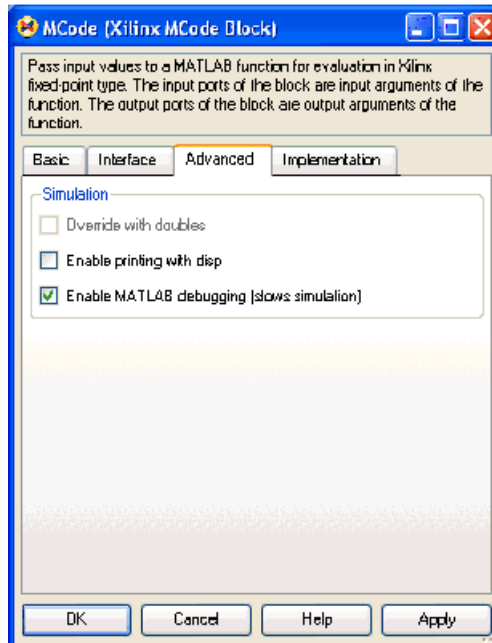 MCode (Xilinx MCode Block)
Pass input values to a MATLAB function for evaluation in Xilinx
fixed-point type. The input ports of the block are input arguments of the
function. The output ports of the block are output arguments of the
function.
Basic Interface Advanced Implementation
Simulation
Override with doubles
Enable printing with disp
Enable MATLAB debugging (slows simulation)
OK Cancel Help Apply